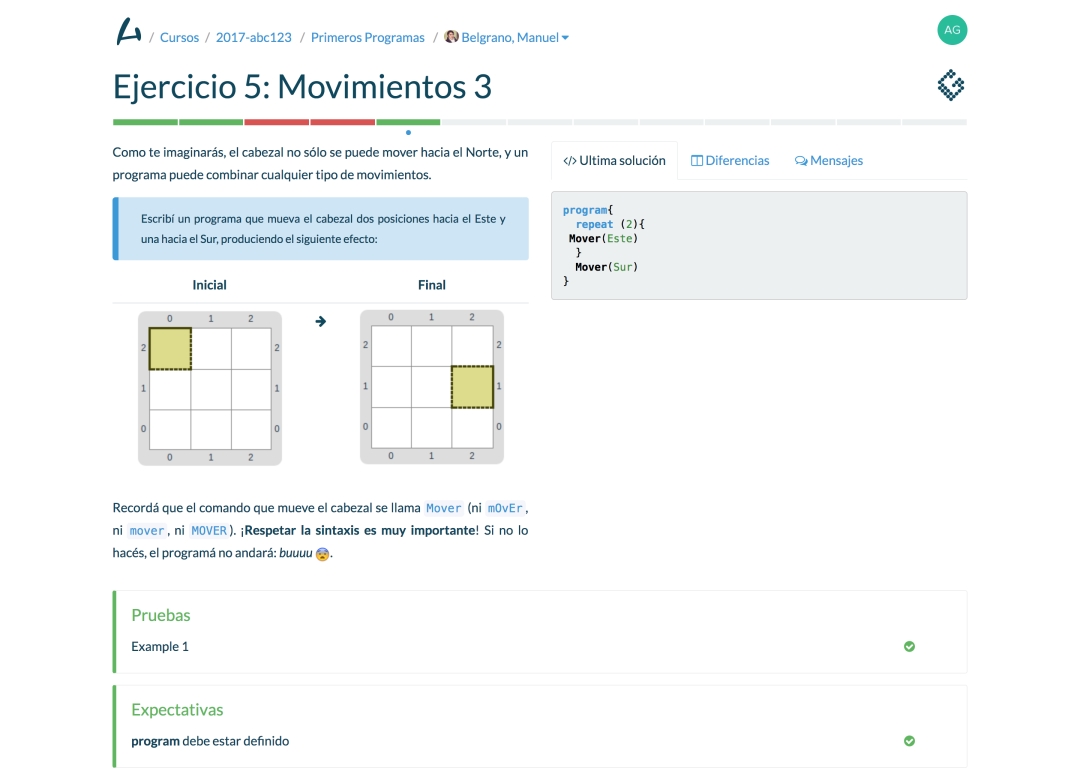 / Cursos / 2017-abc123 / Primeros Programas / Belgrano, Manuel
AG
Ejercicio 5: Movimientos 3
Como te imaginarás, el cabezal no sólo se puede mover hacia el Norte, y un
programa puede combinar cualquier tipo de movimientos.
Escribí un programa que mueva el cabezal dos posiciones hacia el Este y
una hacia el Sur, produciendo el siguiente efecto:
Inicial Final
0 1 2
2 2
1 1
0 0
0 1 2
0 1 2
2 2
1 1
0 0
0 1 2
Recordá que el comando que mueve el cabezal se llama Mover (ni mOvEr,
ni mover, ni MOVER). ¡Respetar la sintaxis es muy importante! Si no lo
hacés, el programá no andará: buuuu 😨.
</> Ultima solución Diferencias Mensajes
program{
repeat (2){
Mover(Este)
}
Mover(Sur)
}
Pruebas
Example 1
Expectativas
program debe estar definido